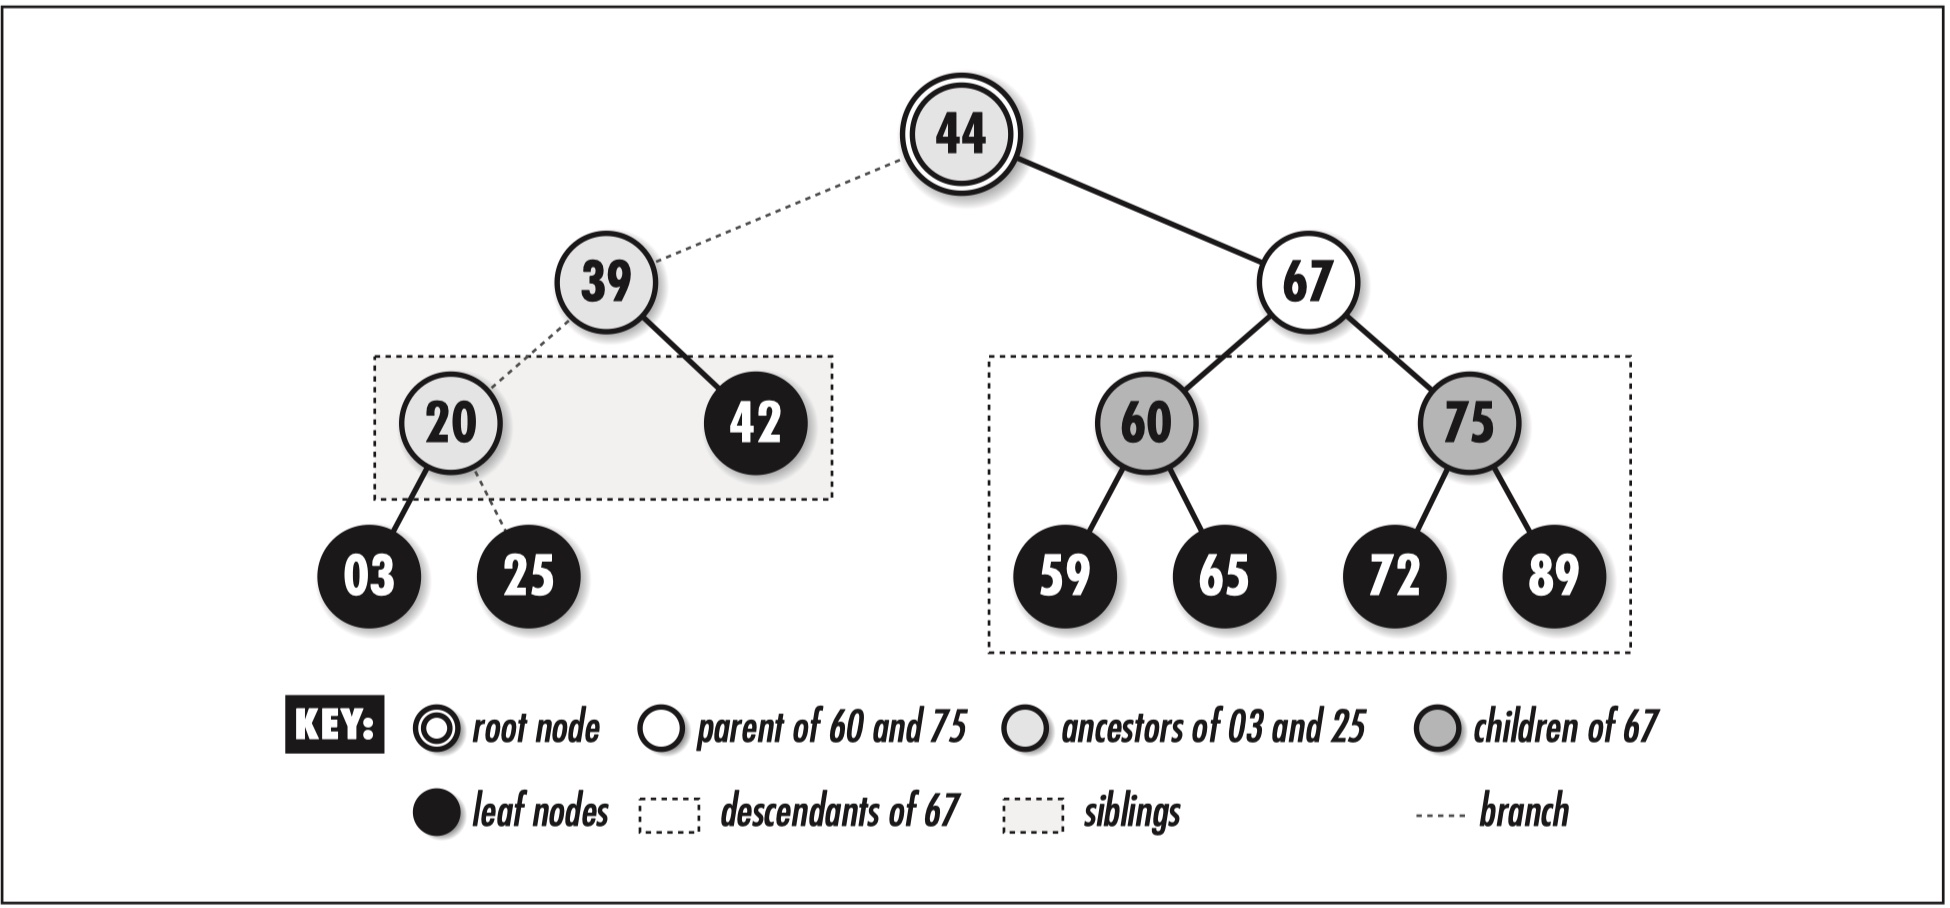 44
39 67
20 42 60 75
03 25 59 65 72 89
KEY: root node parent of 60 and 75 ancestors of 03 and 25 children of 67
leaf nodes descendants of 67 siblings branch